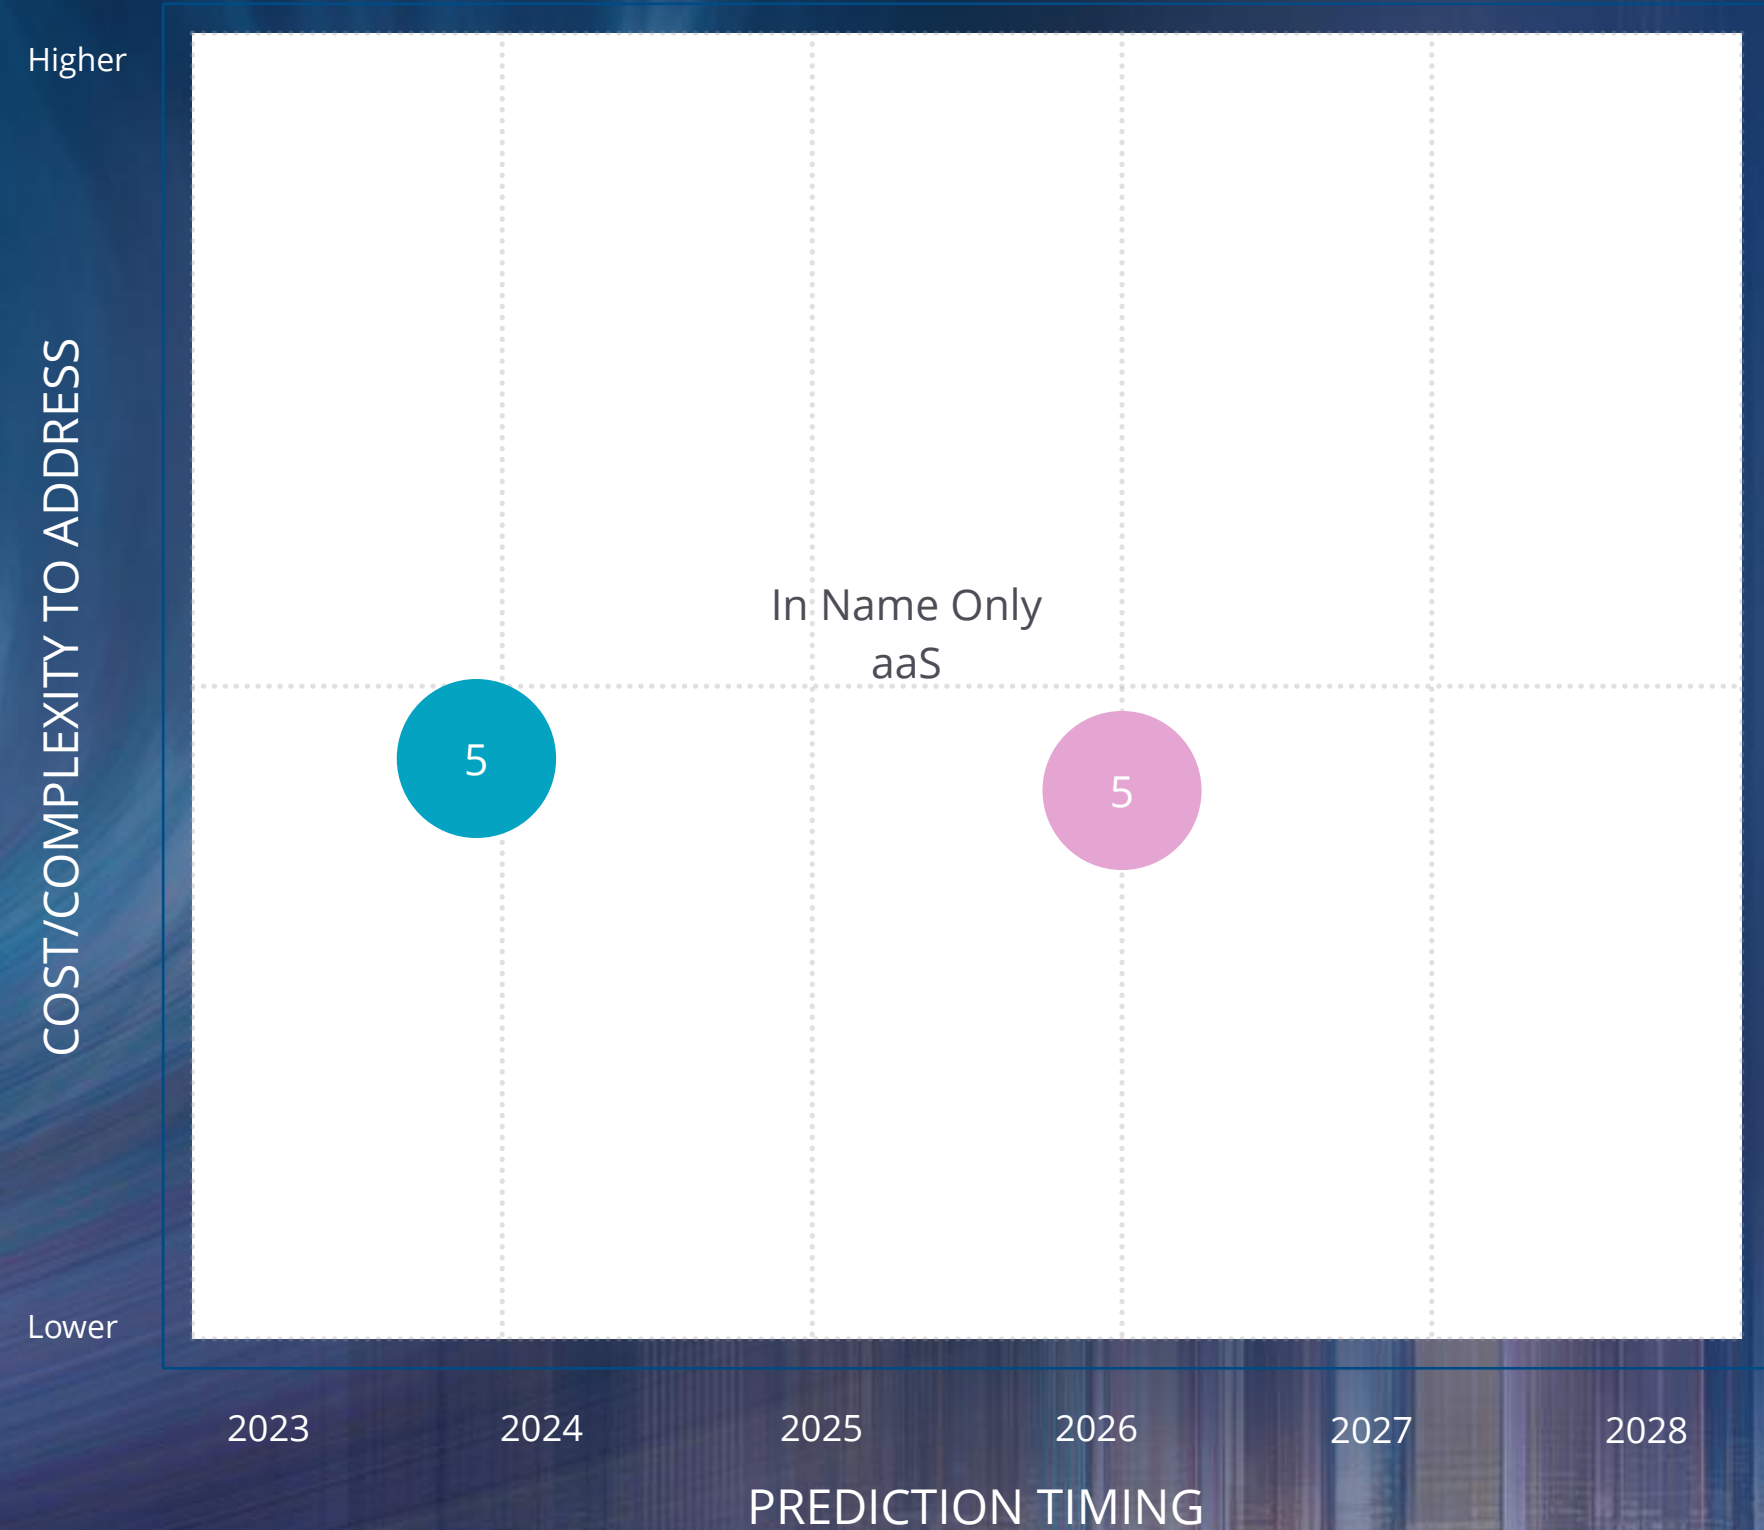 Higher
COST/COMPLEXITY TO ADDRESS
In Name Only
aaS
5
5
Lower
2023 2024 2025 2026 2027 2028
PREDICTION TIMING